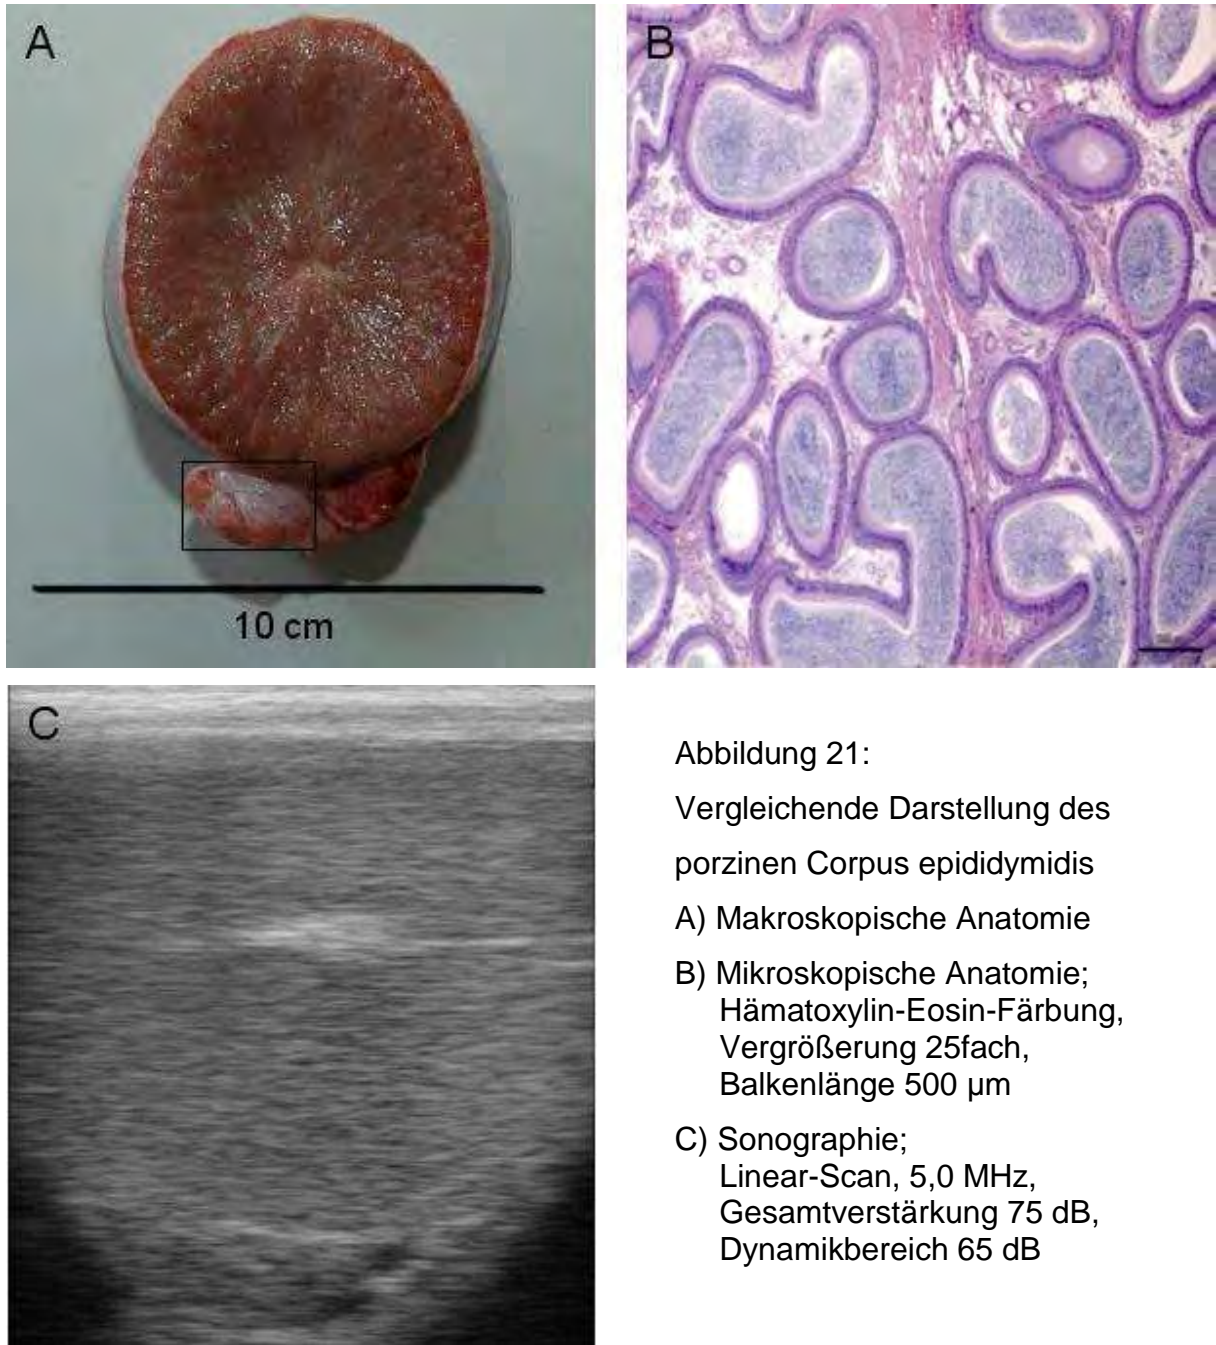 A
B
10 cm
C
Abbildung 21:
Vergleichende Darstellung des
porzinen Corpus epididymidis
A) Makroskopische Anatomie
B) Mikroskopische Anatomie;
Hämatoxylin-Eosin-Färbung,
Vergrößerung 25fach,
Balkenlänge 500 µm
C) Sonographie;
Linear-Scan, 5,0 MHz,
Gesamtverstärkung 75 dB,
Dynamikbereich 65 dB